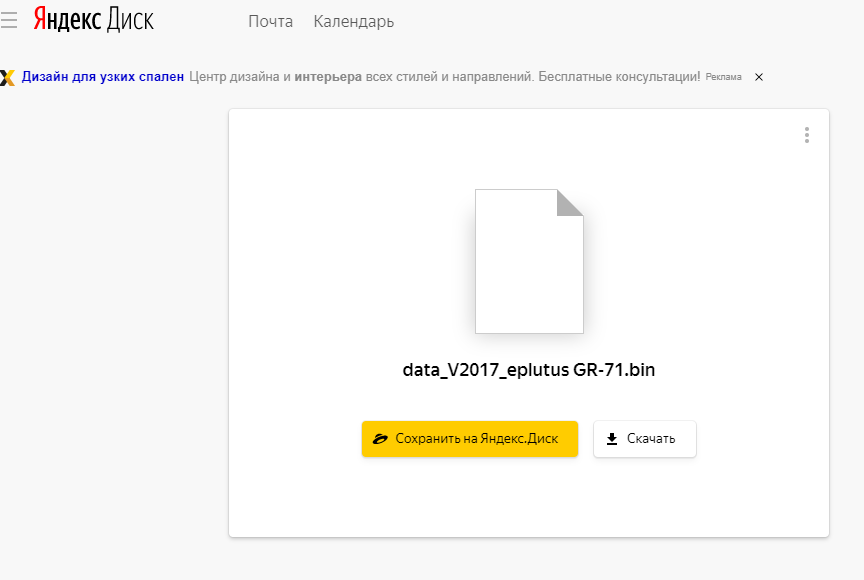 Яндекс Диск Почта Календарь
Дизайн для узких спален Центр дизайна и интерьера всех стилей и направлений. Бесплатные консультации! Реклама
data_V2017_eplutus GR-71.bin
Сохранить на Яндекс.Диск Скачать